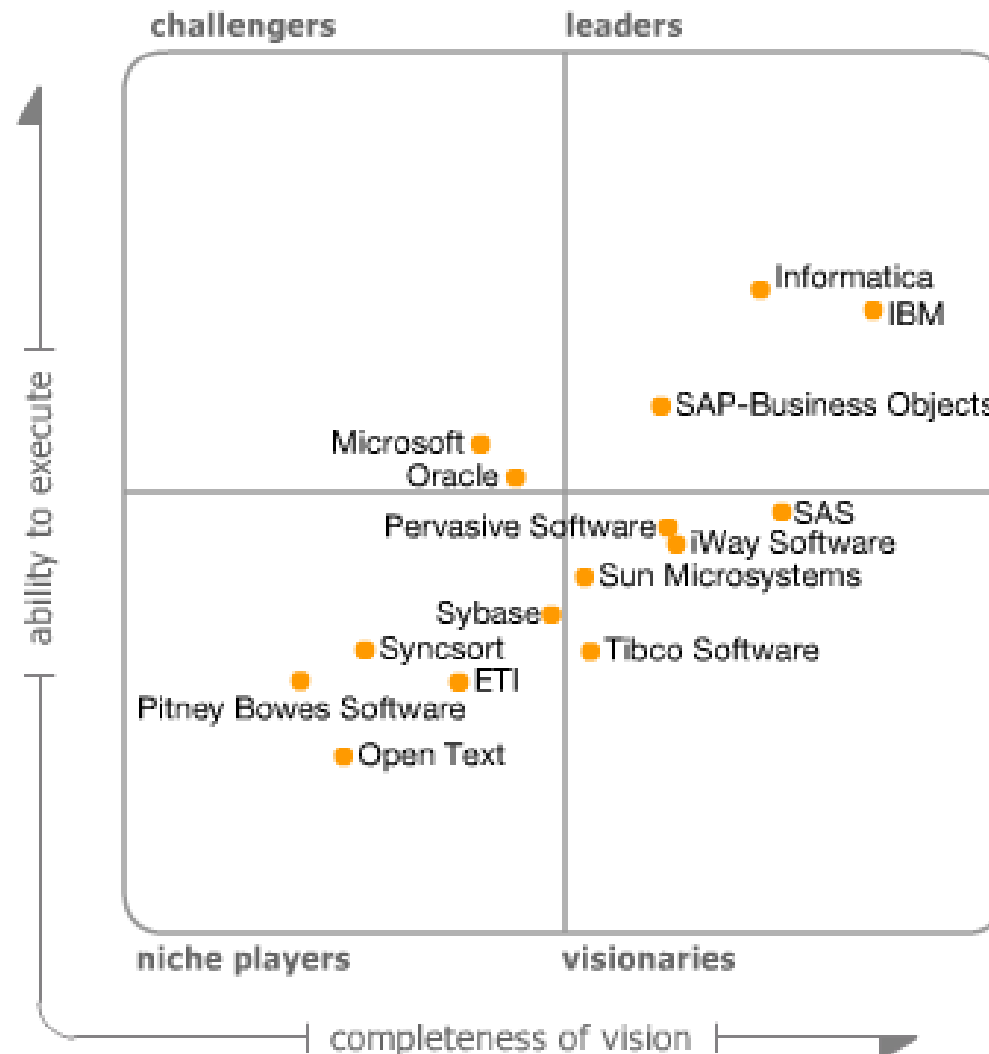 challengers
leaders
Informatica
IBM
SAP-Business Objects
Microsoft
Oracle
SAS
Pervasive Software
iWay Software
Sun Microsystems
Sybase
Syncsort
Tibco Software
ETI
Pitney Bowes Software
Open Text
ability to execute
niche players
visionaries
completeness of vision